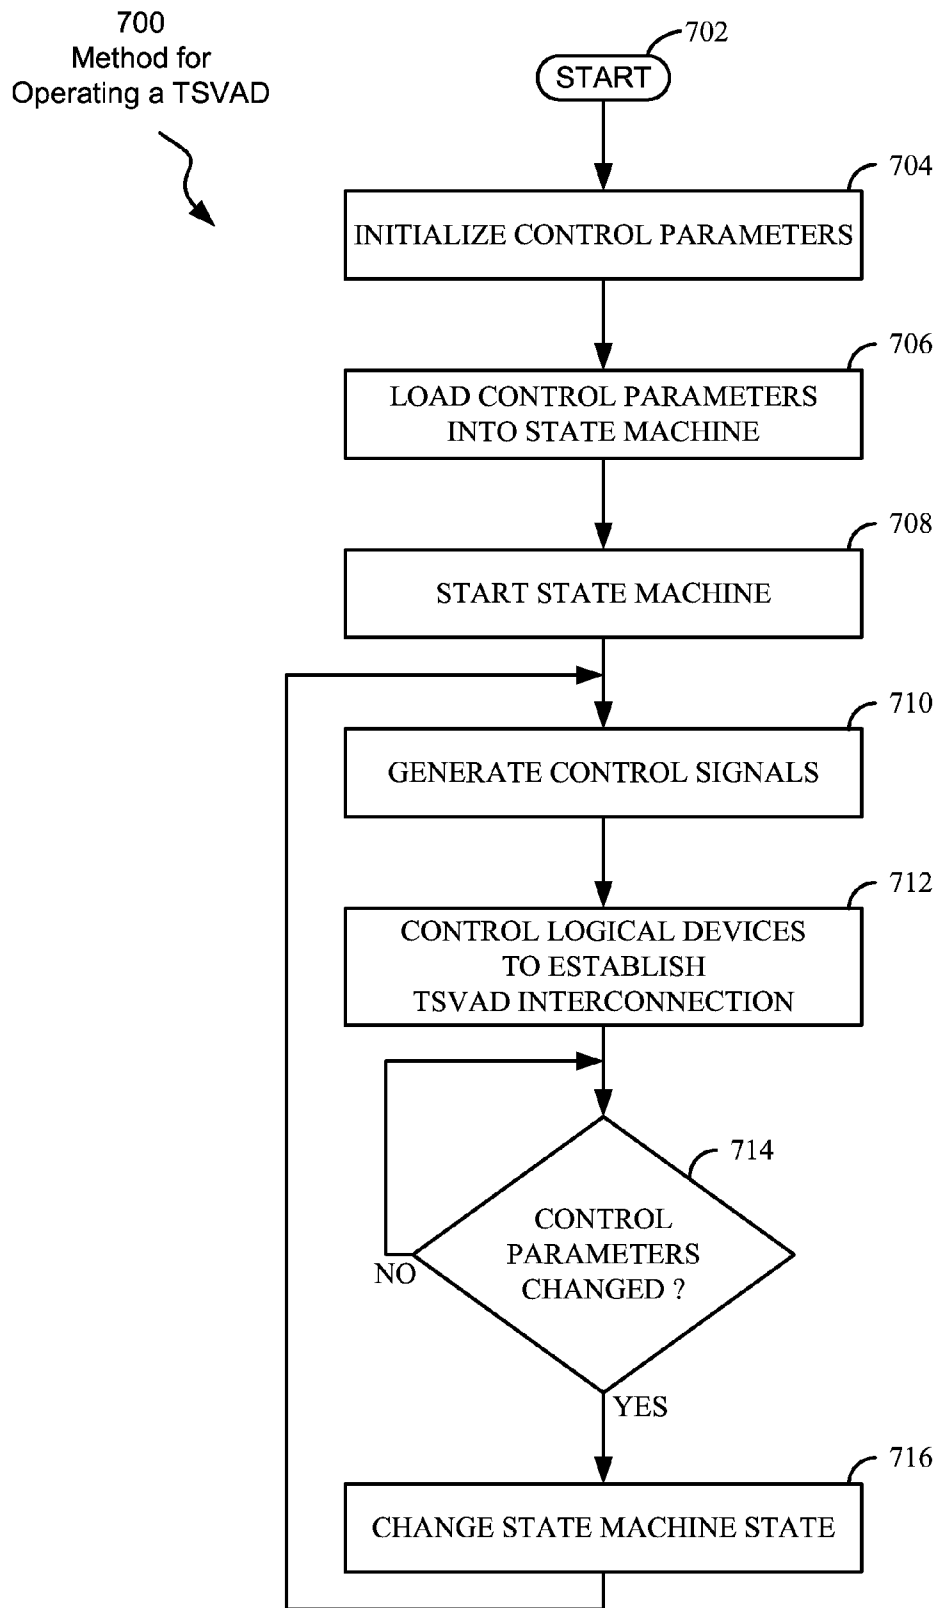 700
Method for
Operating a TSVAD
702
START
704
INITIALIZE CONTROL PARAMETERS
706
LOAD CONTROL PARAMETERS
INTO STATE MACHINE
708
START STATE MACHINE
710
GENERATE CONTROL SIGNALS
712
CONTROL LOGICAL DEVICES
TO ESTABLISH
TSVAD INTERCONNECTION
714
CONTROL
PARAMETERS
CHANGED ?
NO
YES
716
CHANGE STATE MACHINE STATE